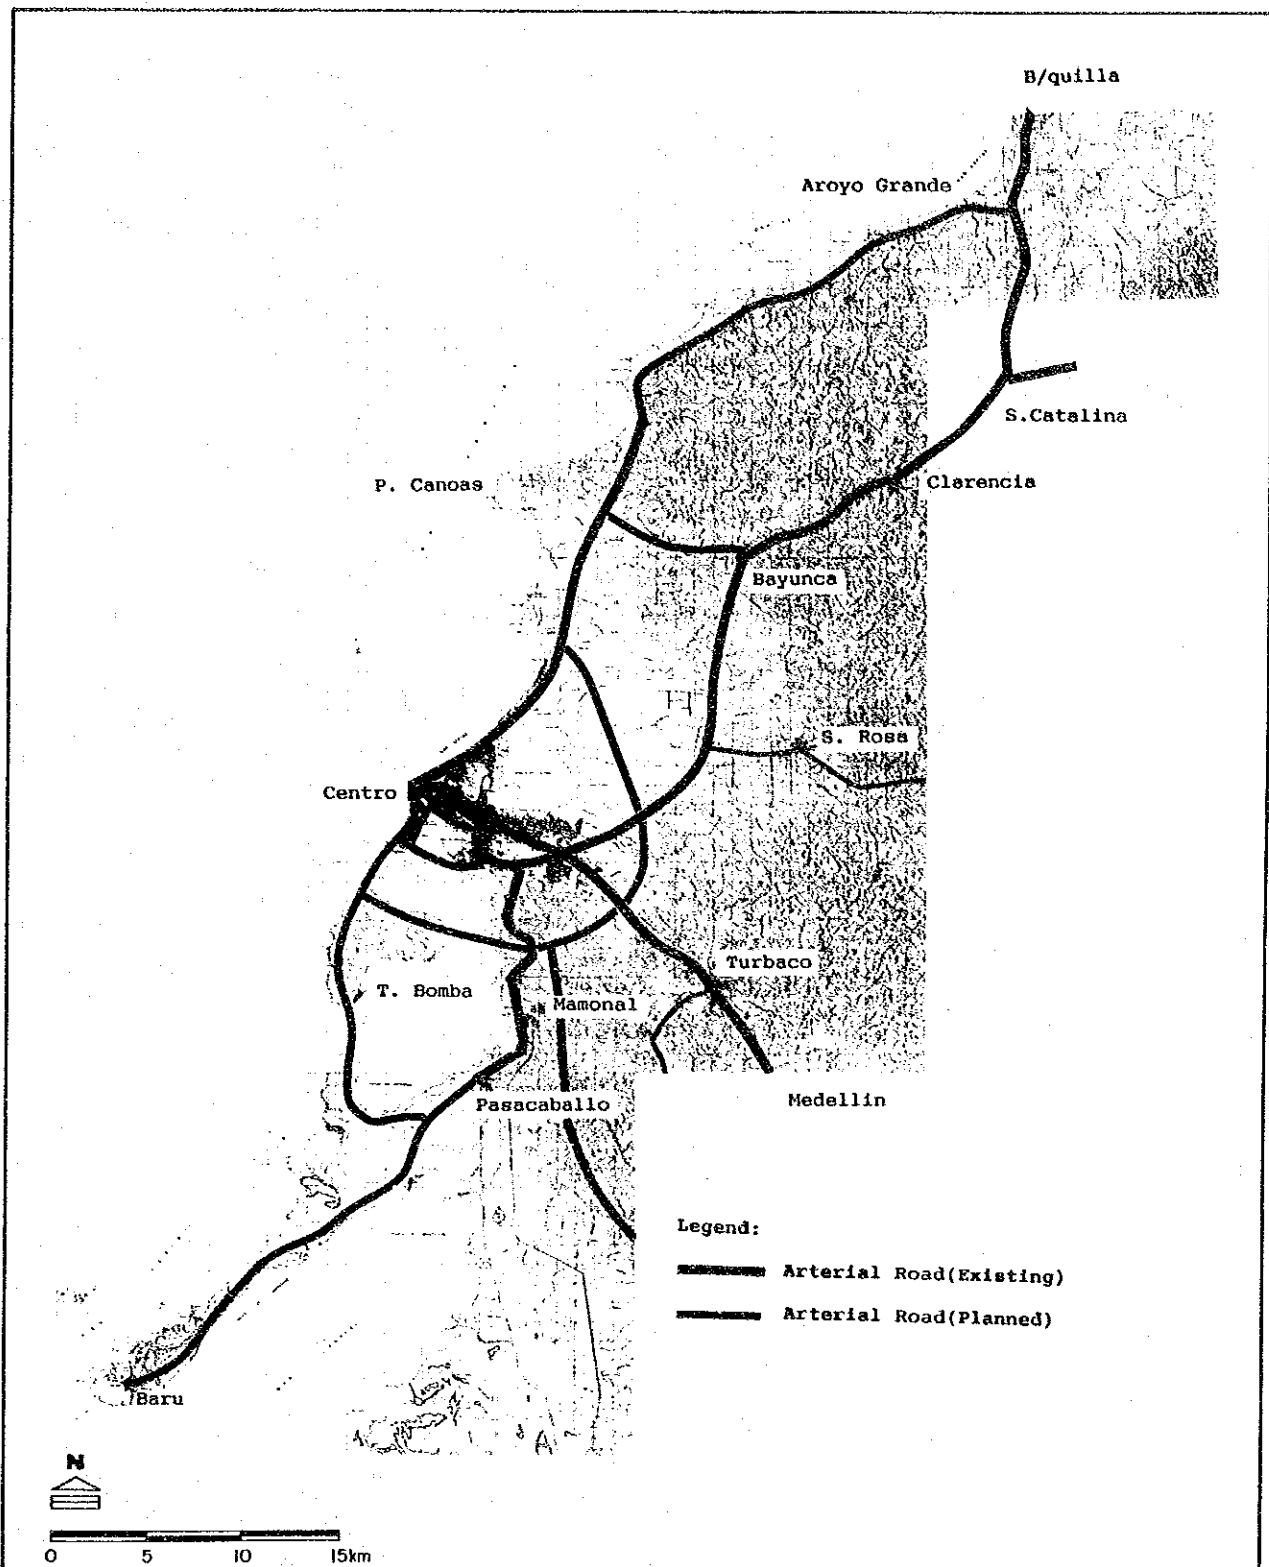 B/quilla
Aroyo Grande
S.Catalina
P. Canoas
Clarencia
Bayunca
S. Rosa
Centro
Turbaco
T. Bomba
Mamonal
Pasacaballo
Medellin
Legend:
Arterial Road(Existing)
Arterial Road(Planned)
Baru
N
0 5 10 15km